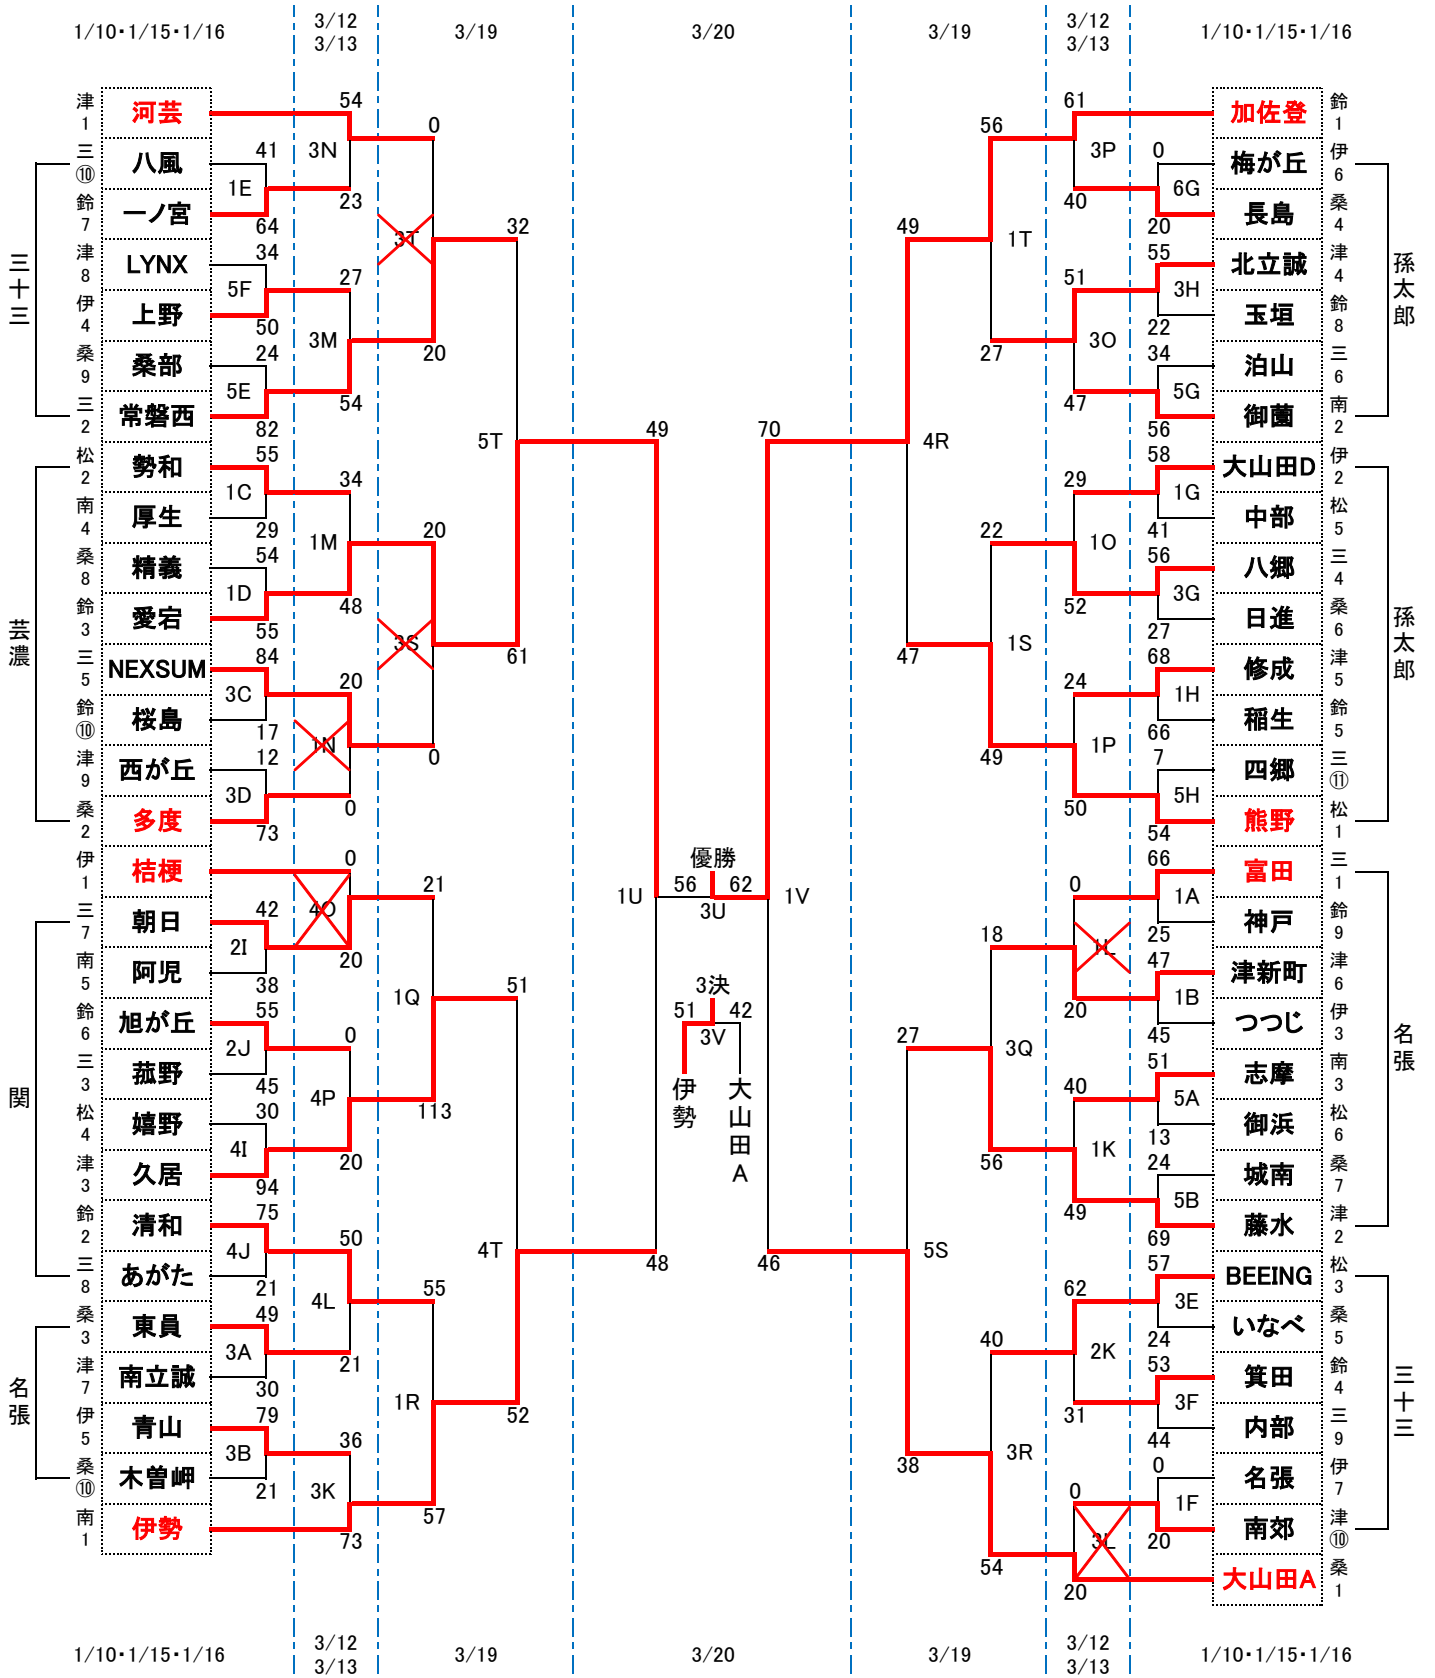 1/10・1/15・1/16
3/12
3/13
3/19
3/20
3/19
3/12
3/13
1/10・1/15・1/16
津1
河芸
三⑩
八風
鈴7
一ノ宮
津8
LYNX
伊4
上野
桑9
桑部
三2
常磐西
松2
勢和
南4
厚生
桑8
精義
鈴3
愛宕
三5
NEXSUM
鈴⑩
桜島
津9
西が丘
桑2
多度
伊1
桔梗
三7
朝日
南5
阿児
鈴6
旭が丘
三3
菰野
松4
嬉野
津3
久居
鈴2
清和
三8
あがた
桑3
東員
津7
南立誠
伊5
青山
桑⑩
木曽岬
南1
伊勢
三十三
芸濃
関
名張
41
1E
64
34
5F
50
24
5E
82
55
1C
29
54
1D
55
84
3C
17
12
3D
73
42
2I
38
55
2J
45
30
4I
94
75
4J
21
49
3A
30
79
3B
21
54
3N
23
27
3M
54
34
1M
48
20
1N
0
0
4O
20
0
4P
20
50
4L
21
36
3K
73
0
3T
20
20
3S
0
21
1Q
113
55
1R
57
32
5T
61
51
4T
52
49
1U
48
優勝
56
62
3U
3決
51
42
3V
伊勢
大山田A
70
1V
46
49
4R
47
27
5S
38
56
1T
27
22
1S
49
18
3Q
56
40
3R
54
61
3P
40
51
3O
47
29
1O
52
24
1P
50
0
1L
20
40
1K
49
62
2K
31
0
3L
20
0
6G
20
55
3H
22
34
5G
56
58
1G
41
56
3G
27
68
1H
66
7
5H
54
66
1A
25
47
1B
45
51
5A
13
24
5B
69
57
3E
24
53
3F
44
0
1F
20
加佐登
鈴1
梅が丘
伊6
長島
桑4
北立誠
津4
玉垣
鈴8
泊山
三6
御薗
南2
大山田D
伊2
中部
松5
八郷
三4
日進
桑6
修成
津5
稲生
鈴5
四郷
三⑪
熊野
松1
富田
三1
神戸
鈴9
津新町
津6
つつじ
伊3
志摩
南3
御浜
松6
城南
桑7
藤水
津2
BEEING
松3
いなべ
桑5
箕田
鈴4
内部
三9
名張
伊7
南郊
津⑩
大山田A
桑1
孫太郎
孫太郎
名張
三十三
1/10・1/15・1/16
3/12
3/13
3/19
3/20
3/19
3/12
3/13
1/10・1/15・1/16